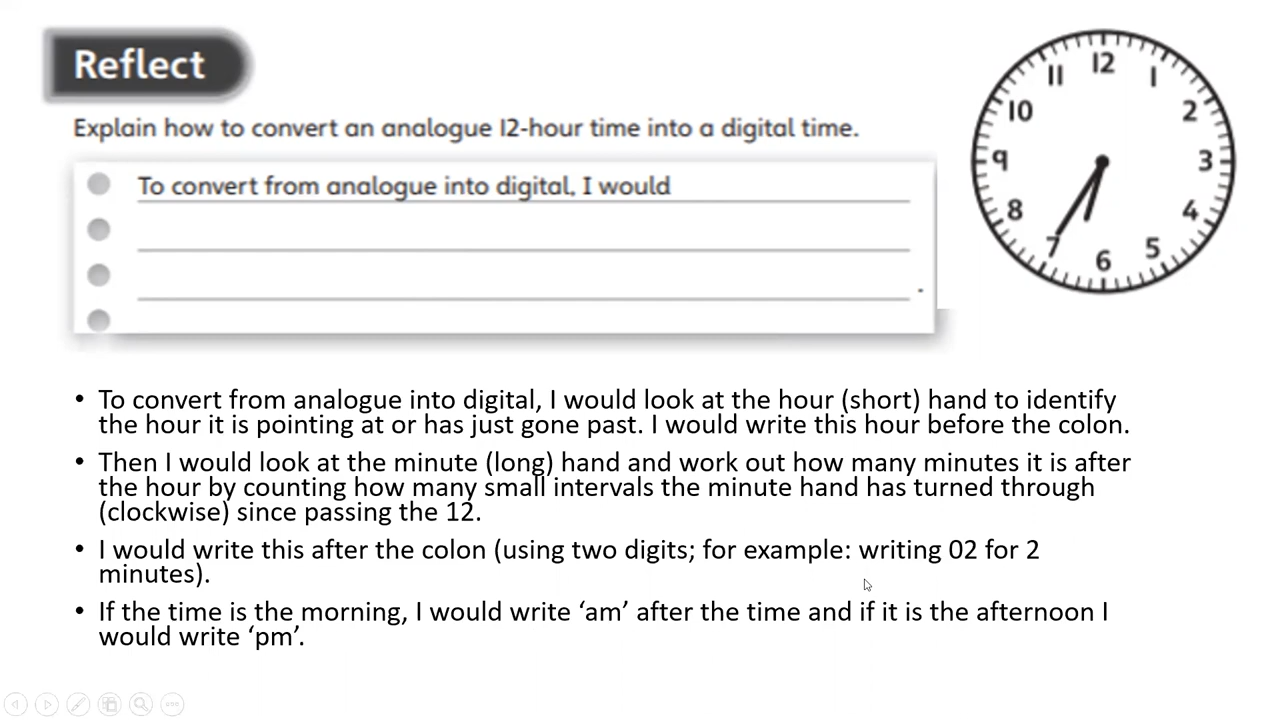 Reflect
Explain how to convert an analogue 12-hour time into a digital time.
To convert from analogue into digital, I would
.
12
1
2
3
4
5
6
7
8
9
10
11
• To convert from analogue into digital, I would look at the hour (short) hand to identify
the hour it is pointing at or has just gone past. I would write this hour before the colon.
• Then I would look at the minute (long) hand and work out how many minutes it is after
the hour by counting how many small intervals the minute hand has turned through
(clockwise) since passing the 12.
• I would write this after the colon (using two digits; for example: writing 02 for 2
minutes).
• If the time is the morning, I would write ‘am’ after the time and if it is the afternoon I
would write ‘pm’.